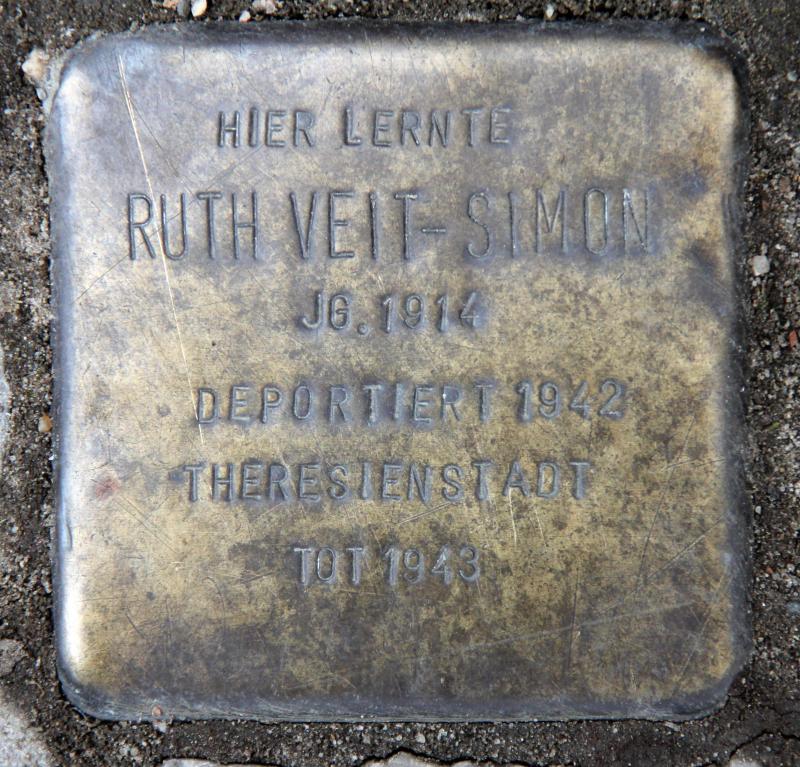 HIER LERNTE
RUTH VEIT-SIMON
JG. 1914
DEPORTIERT 1942
THERESIENSTADT
TOT 1943